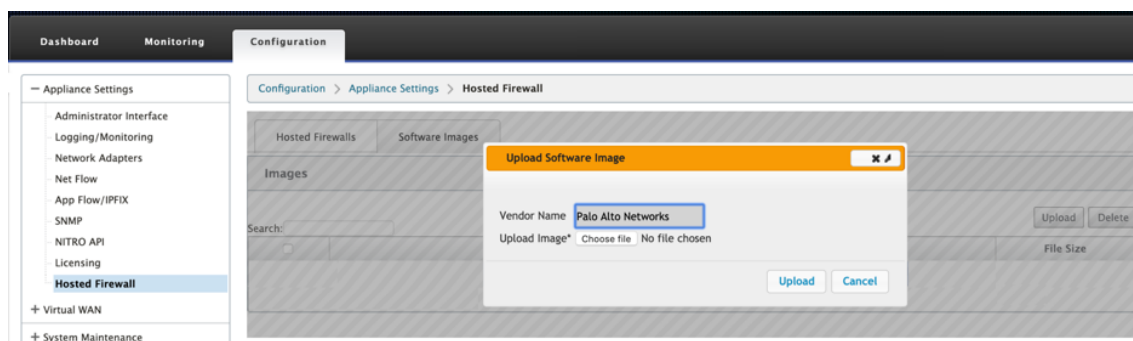 Dashboard Monitoring Configuration
— Appliance Settings
Administrator Interface
Logging/Monitoring
Network Adapters
Net Flow
App Flow/IPFIX
SNMP
NITRO API
Licensing
Hosted Firewall
+ Virtual WAN
+ System Maintenance
Configuration > Appliance Settings > Hosted Firewall
Hosted Firewalls Software Images
Images
Upload Delete
Search:
File Size
Upload Software Image
Vendor Name Palo Alto Networks
Upload Image* Choose file No file chosen
Upload Cancel